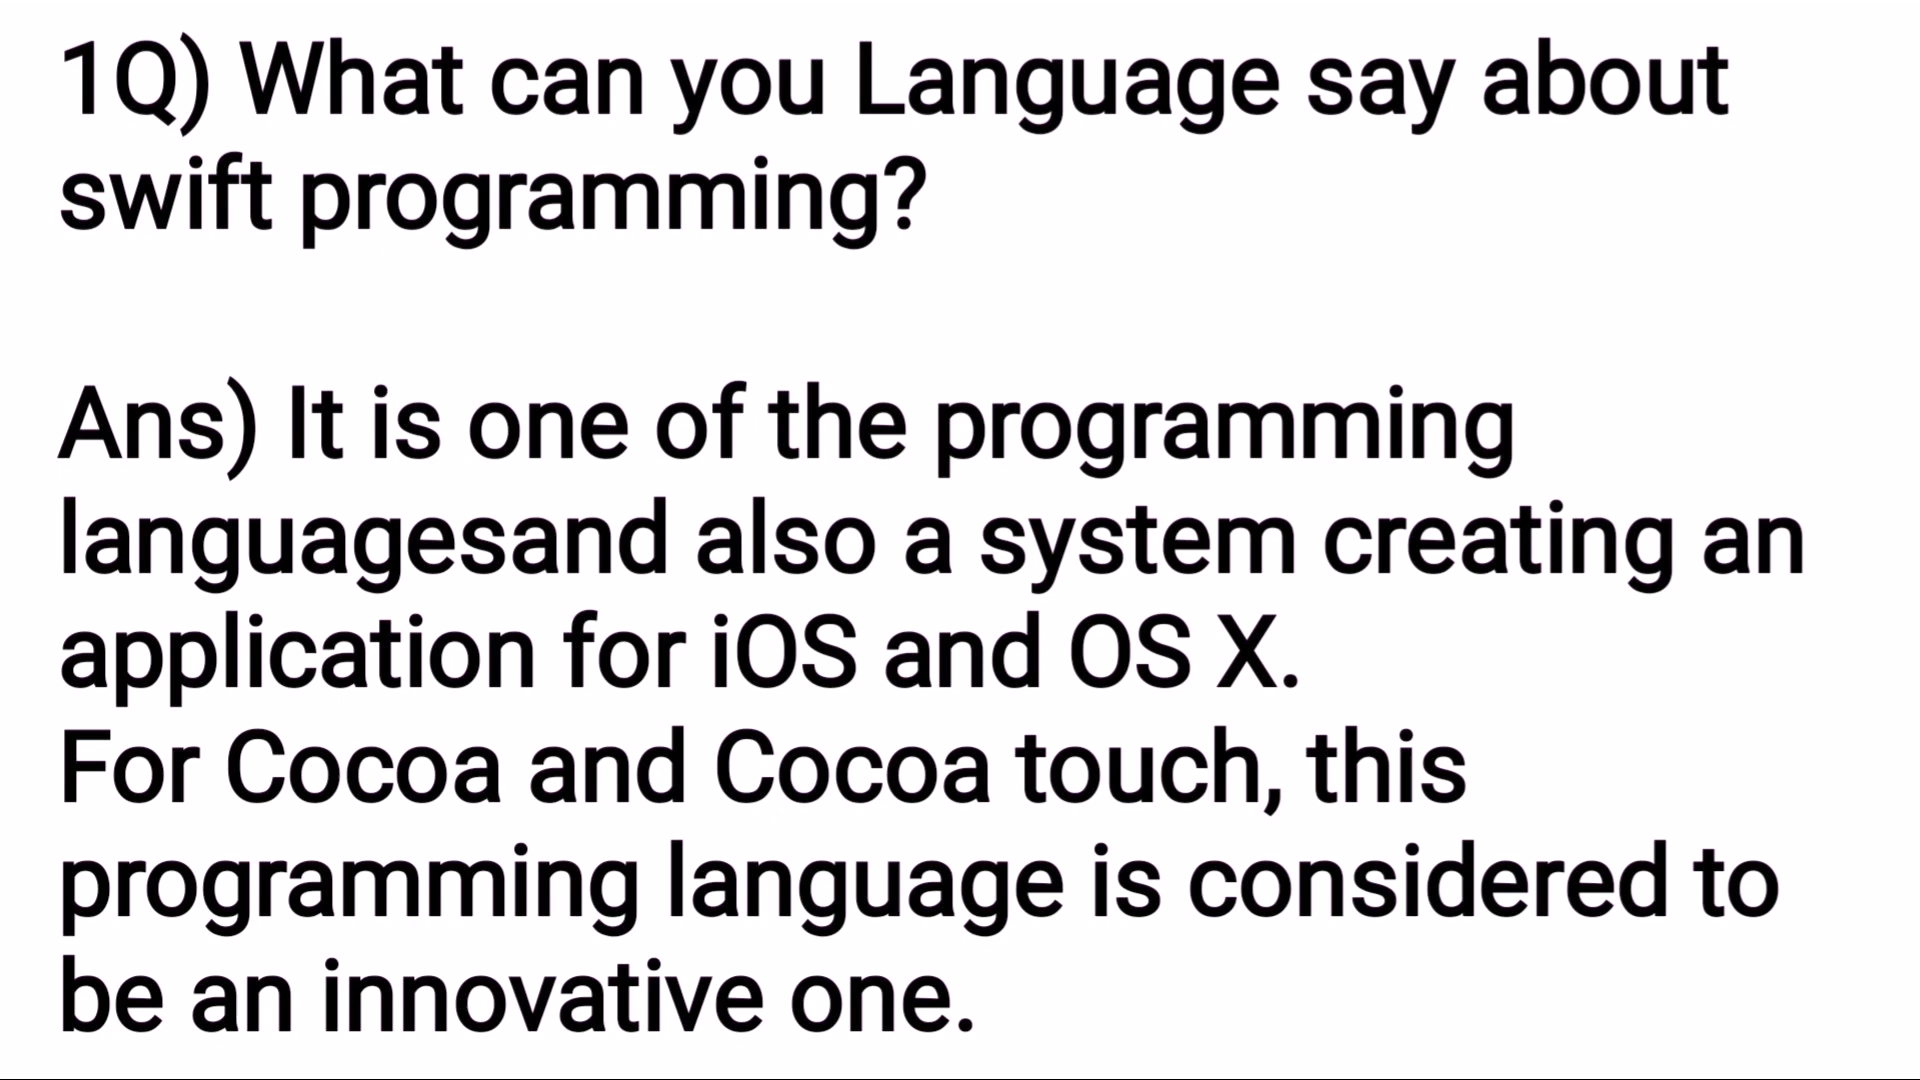 1Q) What can you Language say about
swift programming?
Ans) It is one of the programming
languagesand also a system creating an
application for iOS and OS X.
For Cocoa and Cocoa touch, this
programming language is considered to
be an innovative one.